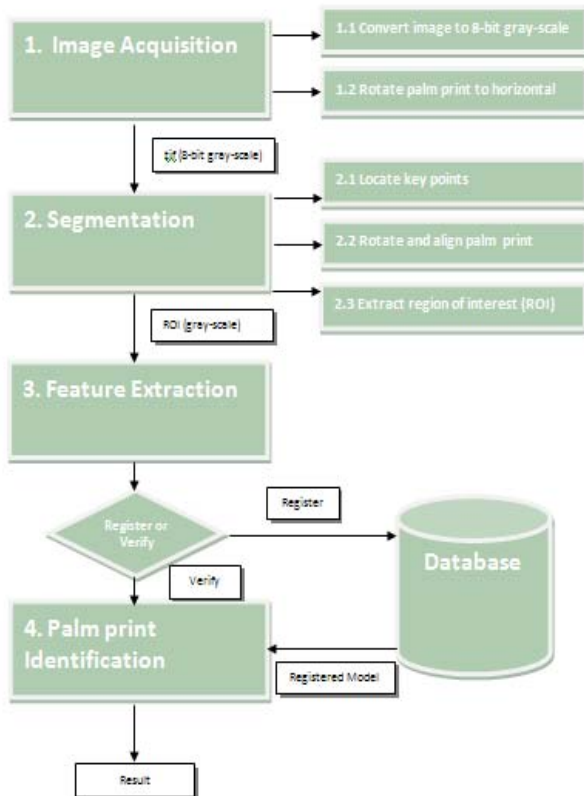 1. Image Acquisition
1.1 Convert image to 8-bit gray-scale
1.2 Rotate palm print to horizontal
tif (8-bit gray-scale)
2. Segmentation
2.1 Locate key points
2.2 Rotate and align palm print
2.3 Extract region of interest (ROI)
ROI (gray-scale)
3. Feature Extraction
Register or
Verify
Register
Database
Verify
4. Palm print
Identification
Registered Model
Result